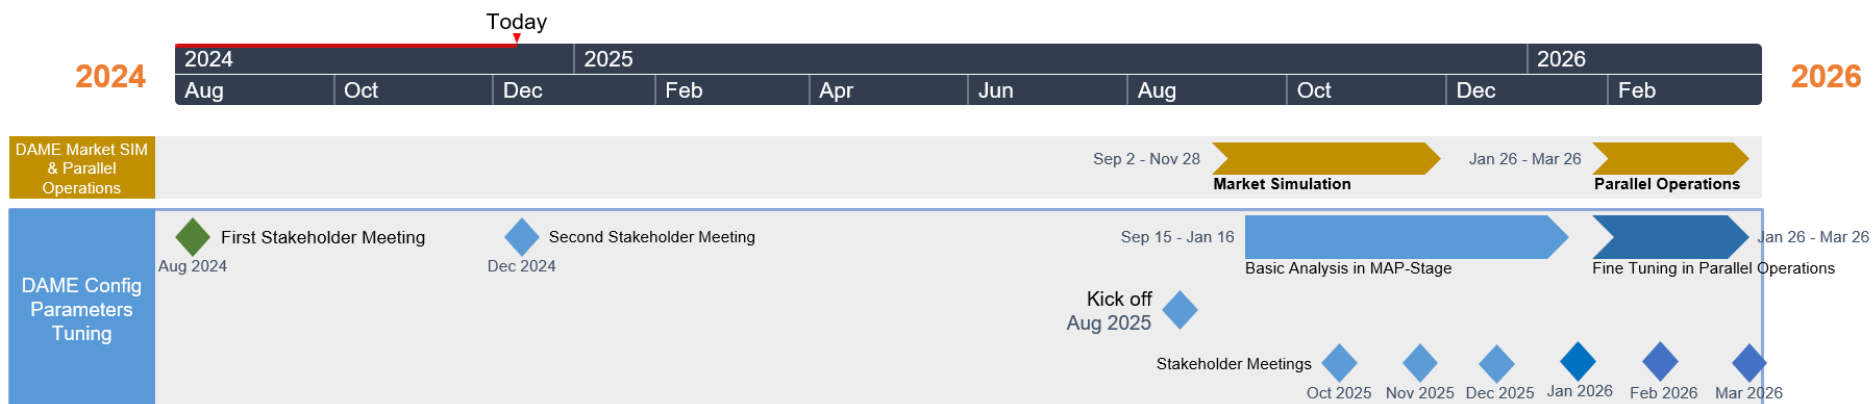 Today
2024
2024
2025
2026
2026
Aug
Oct
Dec
Feb
Apr
Jun
Aug
Oct
Dec
Feb
DAME Market SIM
& Parallel
Operations
Sep 2 - Nov 28
Market Simulation
Jan 26 - Mar 26
Parallel Operations
DAME Config
Parameters
Tuning
First Stakeholder Meeting
Aug 2024
Second Stakeholder Meeting
Dec 2024
Sep 15 - Jan 16
Basic Analysis in MAP-Stage
Jan 26 - Mar 26
Fine Tuning in Parallel Operations
Kick off
Aug 2025
Stakeholder Meetings
Oct 2025
Nov 2025
Dec 2025
Jan 2026
Feb 2026
Mar 2026